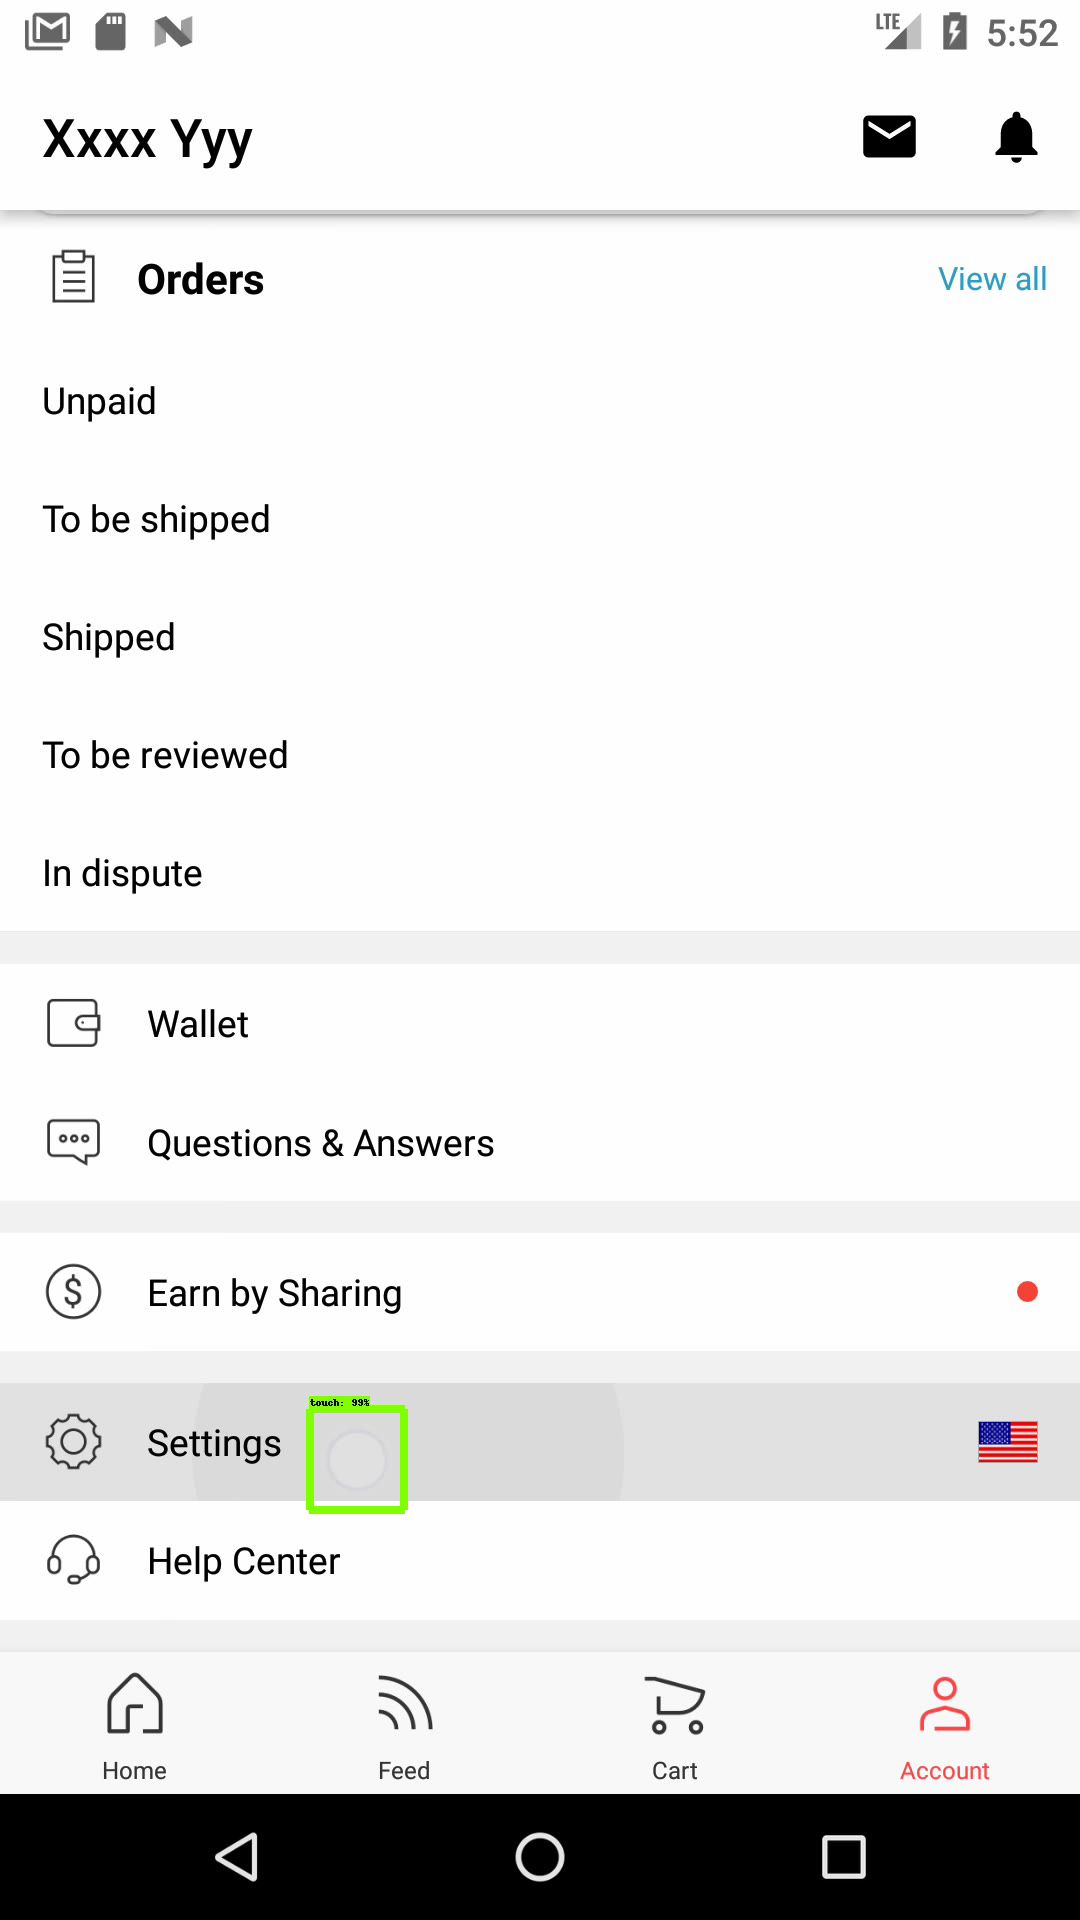 LTE 5:52
Xxxx Yyy
Orders View all
Unpaid
To be shipped
Shipped
To be reviewed
In dispute
Wallet
Questions & Answers
Earn by Sharing
touch: 99%
Settings
Help Center
Home Feed Cart Account